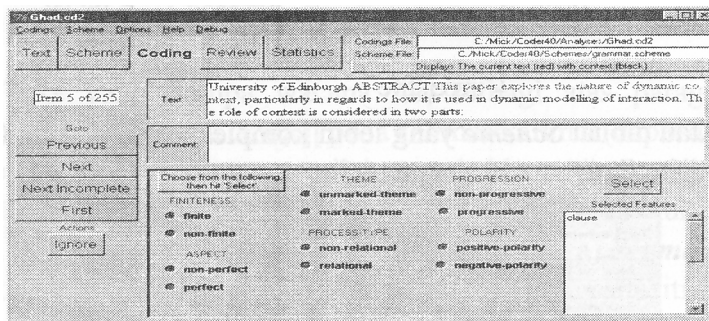 Ghad.cd2
Codings Scheme Options Help Debug
Text Scheme Coding Review Statistics
Codings File: E:/Mick/Coder40/Analyses/Ghad.cd2
Scheme File: C:/Mick/Coder40/Schemes/grammar.scheme
Displays The current text (red) with context (black)
Item 5 of 255
Text
University of Edinburgh ABSTRACT This paper explores the nature of dynamic co
ntext, particularly in regards to how it is used in dynamic modelling of interaction. Th
e role of context is considered in two parts:
Goto
Previous
Next
Next Incomplete
First
Actions
Ignore
Comment
Choose from the following,
then hit 'Select'
FINITENESS
finite
non-finite
ASPECT
non-perfect
perfect
THEME
unmarked-theme
marked-theme
PROCESS-TYPE
non-relational
relational
PROGRESSION
non-progressive
progressive
POLARITY
positive-polarity
negative-polarity
Select
Selected Features
clause